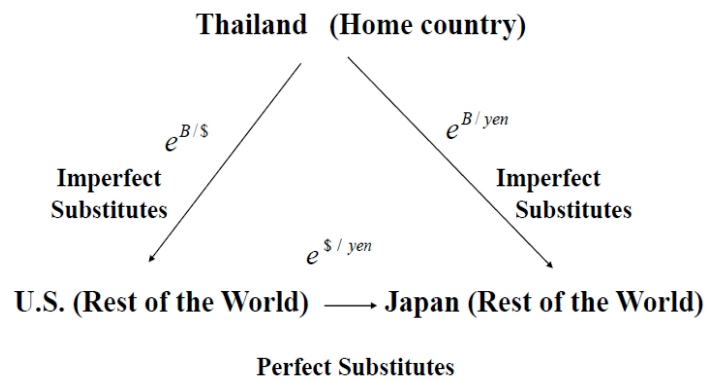 Thailand (Home country)
e^{B/$}
e^{B/yen}
Imperfect
Substitutes
Imperfect
Substitutes
e^{$/yen}
U.S. (Rest of the World)
Japan (Rest of the World)
Perfect Substitutes